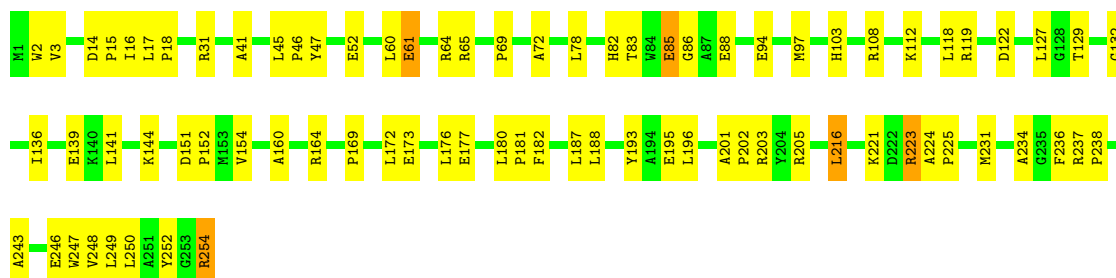 M1 W2 V3 D14 P15 I16 L17 P18 R31 A41 L45 P46 Y47 E52 L60 E61 R64 R65 P69 A72 L78 H82 T83 W84 E85 G86 A87 E88 E94 M97 H103 R108 K112 L118 R119 D122 L127 G128 T129
I136 E139 K140 L141 K144 D151 P152 M153 V154 A160 R164 P169 L172 E173 L176 E177 L180 P181 F182 L187 L188 Y193 A194 E195 L196 A201 P202 R203 Y204 R205 L216 K221 D222 R223 A224 P225 M231 A234 G235 F236 R237 P238
A243 E246 W247 V248 L249 L250 A251 Y252 G253 R254